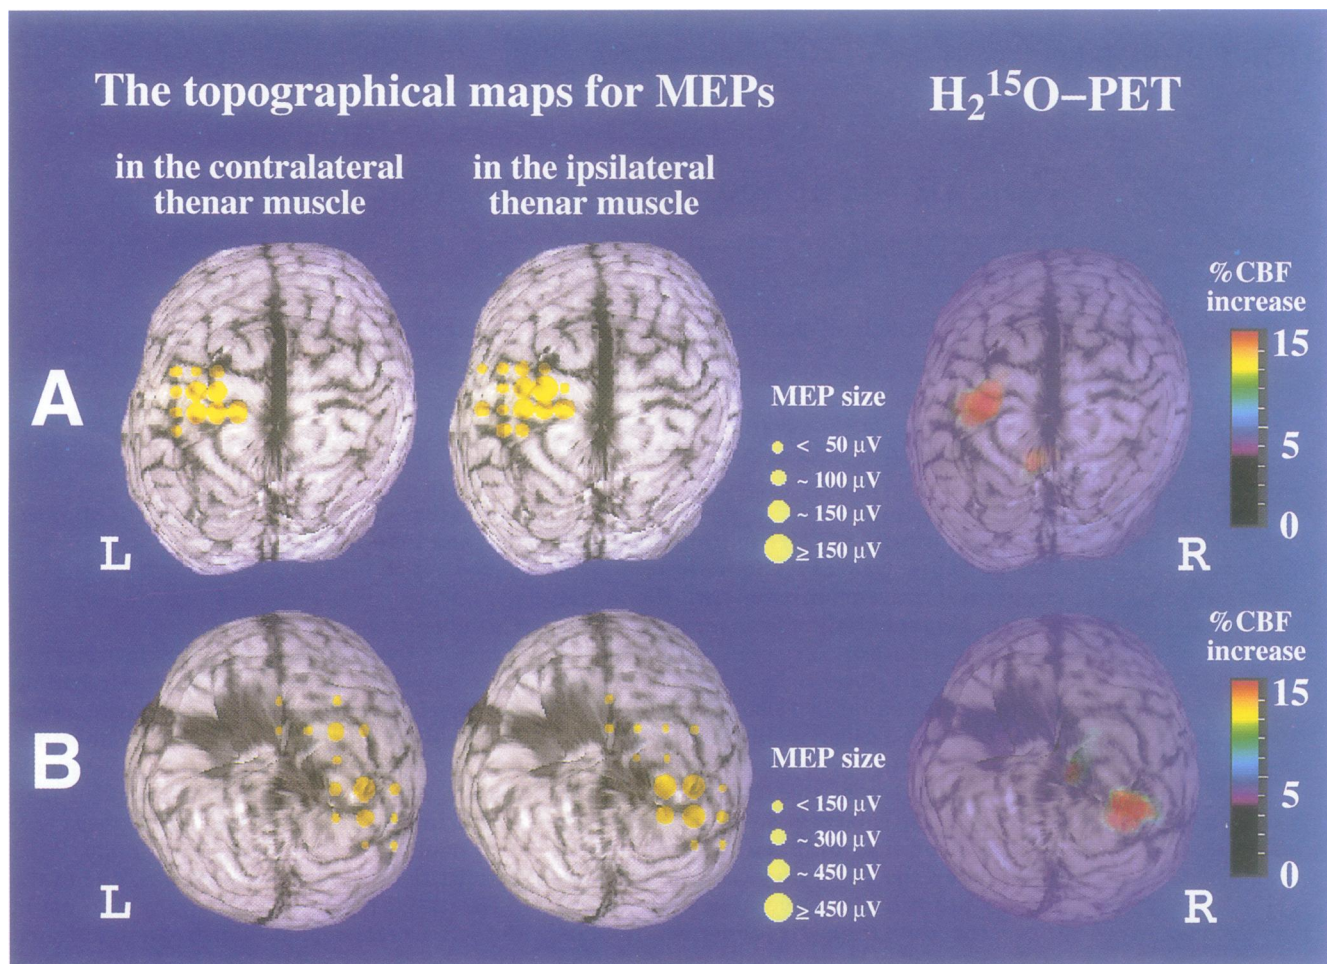 The topographical maps for MEPs
H₂¹⁵O–PET
in the contralateral
thenar muscle
in the ipsilateral
thenar muscle
A
L
MEP size
< 50 μV
~ 100 μV
~ 150 μV
≥ 150 μV
R
% CBF
increase
15
5
0
B
L
MEP size
< 150 μV
~ 300 μV
~ 450 μV
≥ 450 μV
R
% CBF
increase
15
5
0